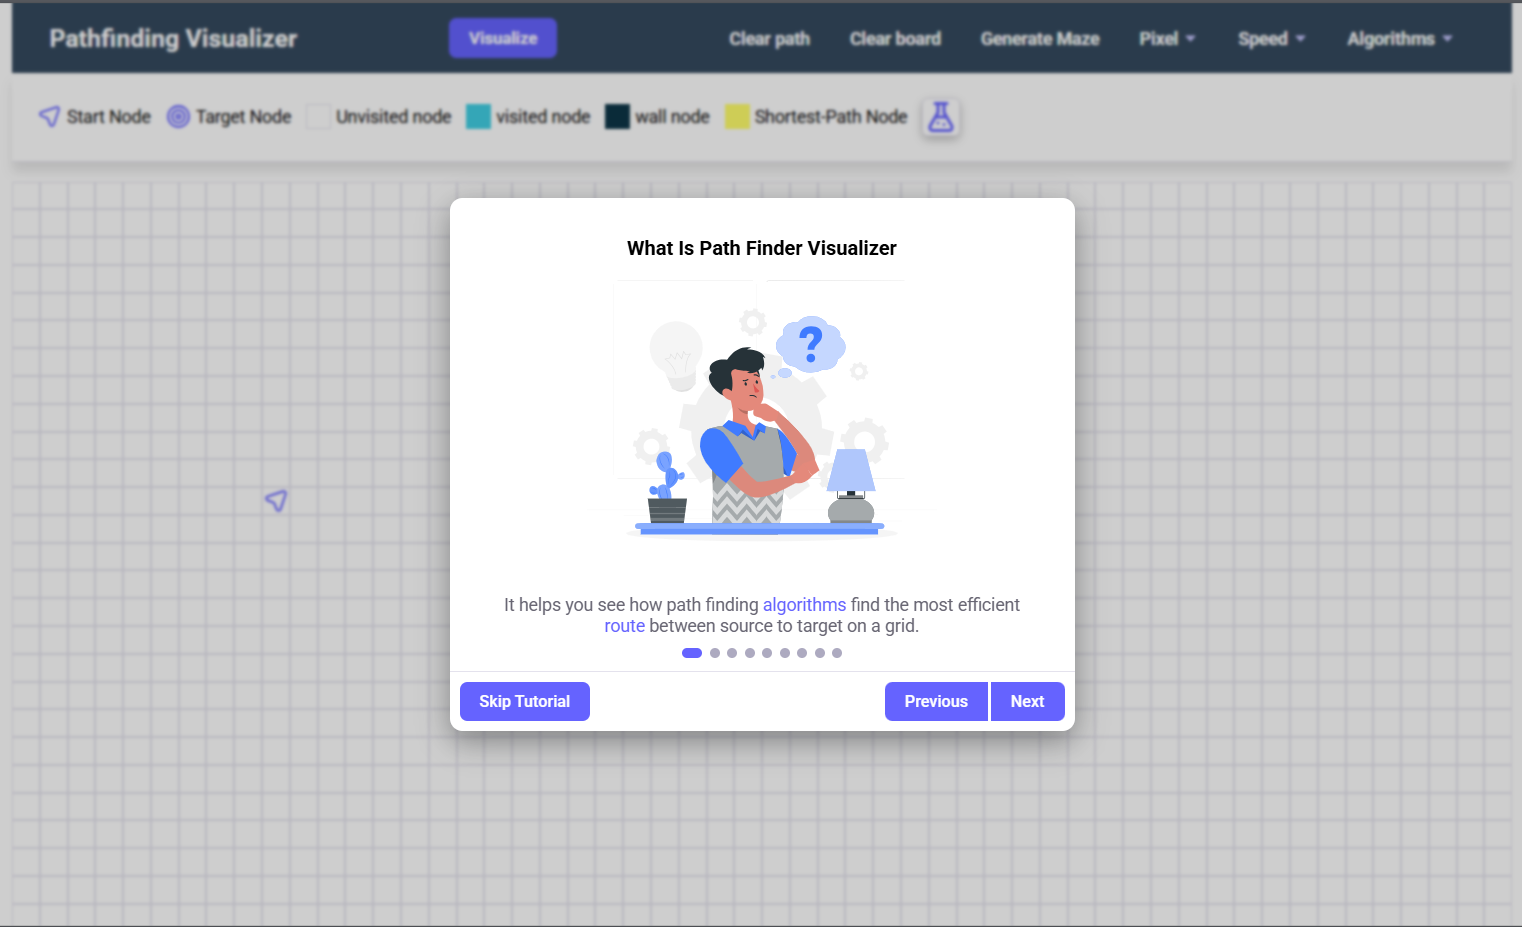 Pathfinding Visualizer
Visualize
Clear path
Clear board
Generate Maze
Pixel
Speed
Algorithms
Start Node
Target Node
Unvisited node
visited node
wall node
Shortest-Path Node
What Is Path Finder Visualizer
?
It helps you see how path finding algorithms find the most efficient
route between source to target on a grid.
Skip Tutorial
Previous
Next